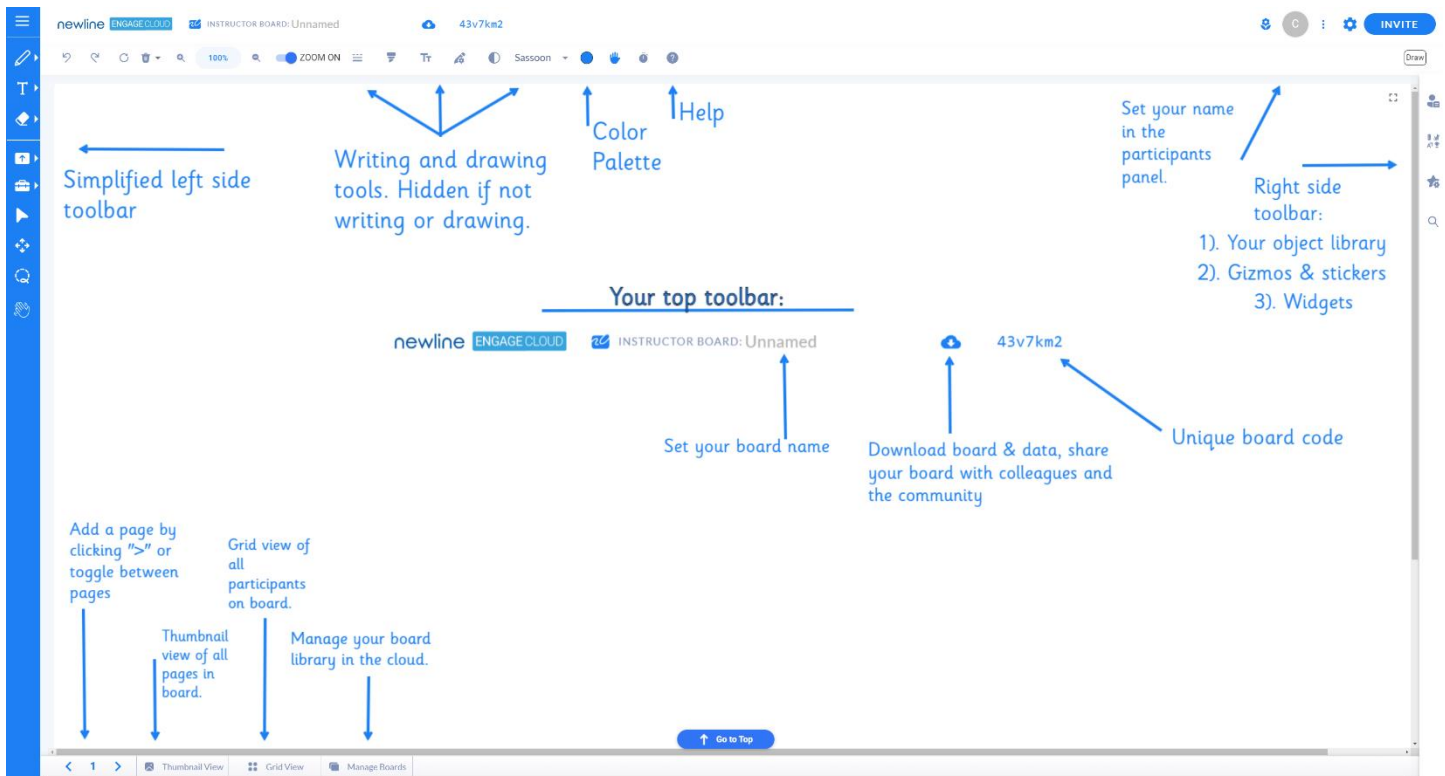 newline ENGAGE CLOUD INSTRUCTOR BOARD: Unnamed 43v7km2 C INVITE
100% ZOOM ON Tт Sassoon ? Draw
T
Simplified left side
toolbar
Writing and drawing
tools. Hidden if not
writing or drawing.
Color
Palette
Help
Set your name
in the
participants
panel.
Right side
toolbar:
1). Your object library
2). Gizmos & stickers
3). Widgets
Your top toolbar:
newline ENGAGE CLOUD INSTRUCTOR BOARD: Unnamed 43v7km2
Set your board name
Download board & data, share
your board with colleagues and
the community
Unique board code
Add a page by
clicking ">" or
toggle between
pages
Thumbnail
view of all
pages in
board.
Grid view of
all
participants
on board.
Manage your board
library in the cloud.
Go to Top
< 1 > Thumbnail View Grid View Manage Boards